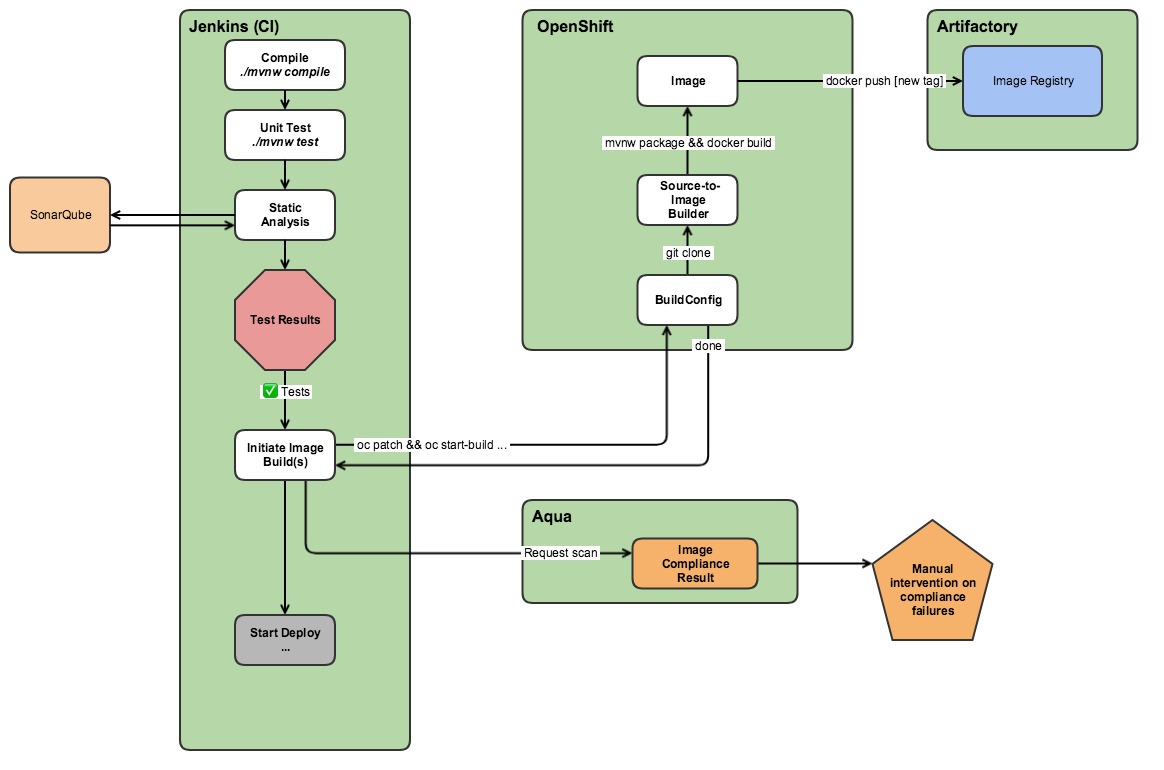 Jenkins (CI)
Compile
./mvnw compile
Unit Test
./mvnw test
SonarQube
Static
Analysis
Test Results
✅ Tests
Initiate Image
Build(s)
oc patch && oc start-build ...
Start Deploy
...
OpenShift
Image
docker push [new tag]
mvnw package && docker build
Source-to-
Image
Builder
git clone
BuildConfig
done
Artifactory
Image Registry
Aqua
Request scan
Image
Compliance
Result
Manual
intervention on
compliance
failures